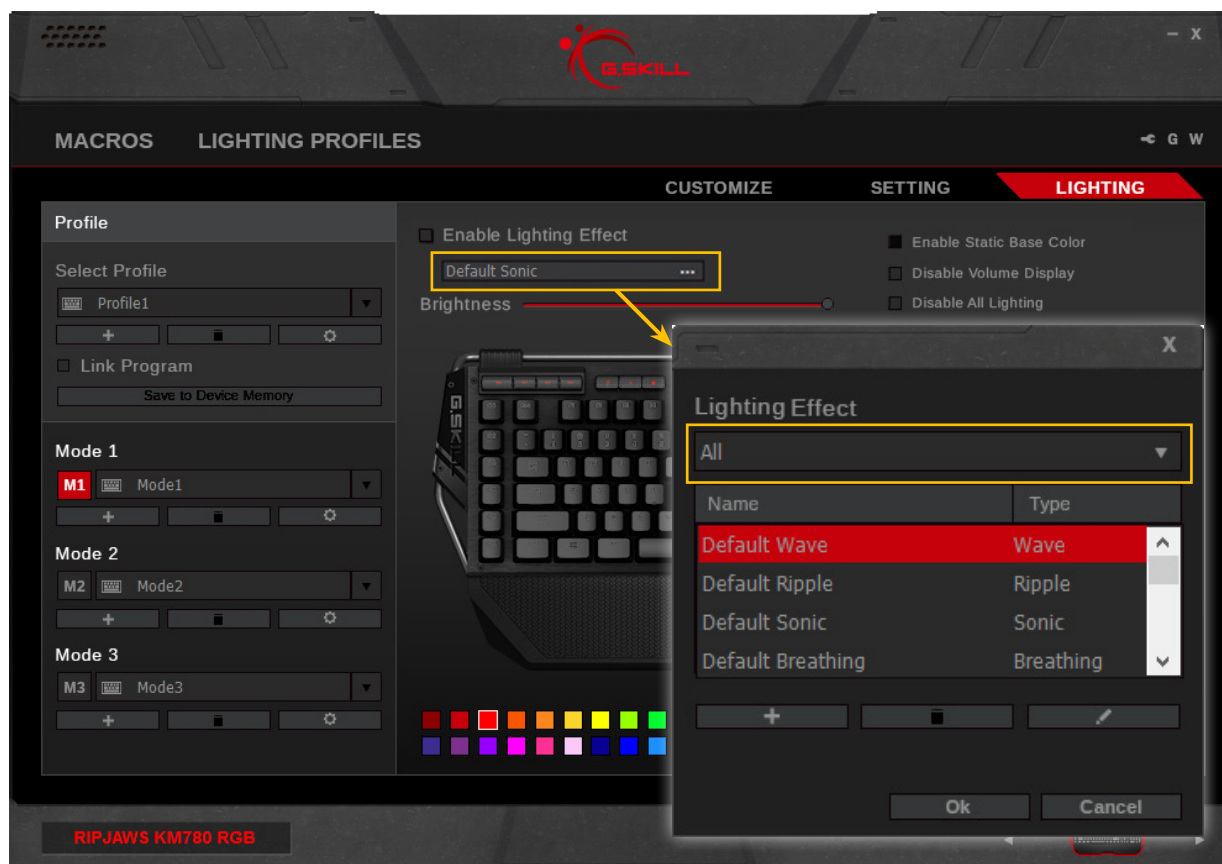 G.SKILL
– X
MACROS LIGHTING PROFILES
G W
CUSTOMIZE SETTING LIGHTING
Profile
Select Profile
Profile1
Link Program
Save to Device Memory
Mode 1
M1 Mode1
Mode 2
M2 Mode2
Mode 3
M3 Mode3
Enable Lighting Effect
Default Sonic ...
Brightness
Enable Static Base Color
Disable Volume Display
Disable All Lighting
G.SKILL
X
Lighting Effect
All
Name Type
Default Wave Wave
Default Ripple Ripple
Default Sonic Sonic
Default Breathing Breathing
Ok Cancel
RIPJAWS KM780 RGB